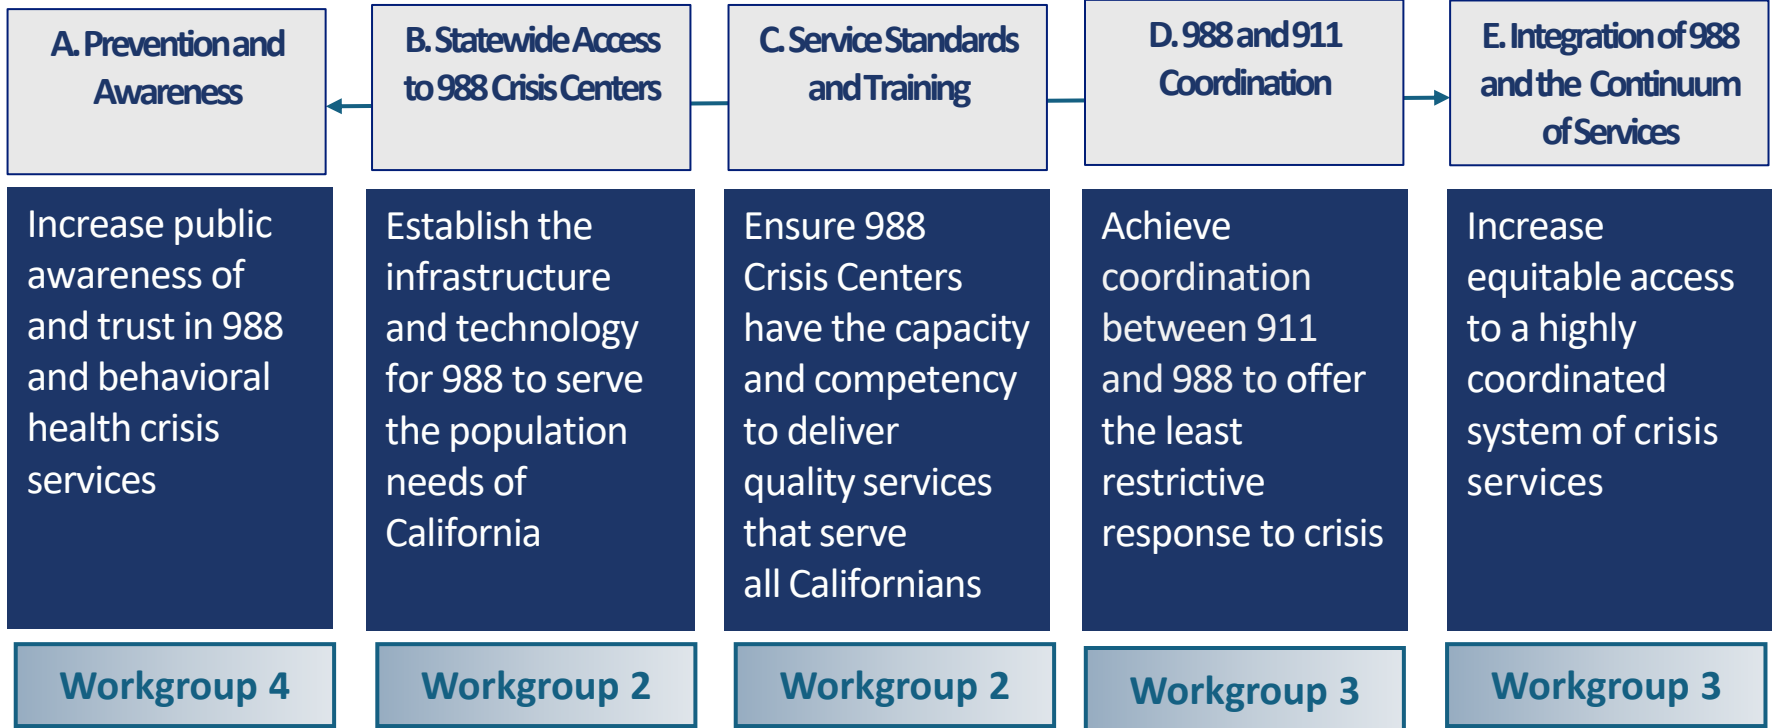 A. Prevention and
Awareness
B. Statewide Access
to 988 Crisis Centers
C. Service Standards
and Training
D. 988 and 911
Coordination
E. Integration of 988
and the Continuum
of Services
Increase public
awareness of
and trust in 988
and behavioral
health crisis
services
Establish the
infrastructure
and technology
for 988 to serve
the population
needs of
California
Ensure 988
Crisis Centers
have the capacity
and competency
to deliver
quality services
that serve
all Californians
Achieve
coordination
between 911
and 988 to offer
the least
restrictive
response to crisis
Increase
equitable access
to a highly
coordinated
system of crisis
services
Workgroup 4
Workgroup 2
Workgroup 2
Workgroup 3
Workgroup 3